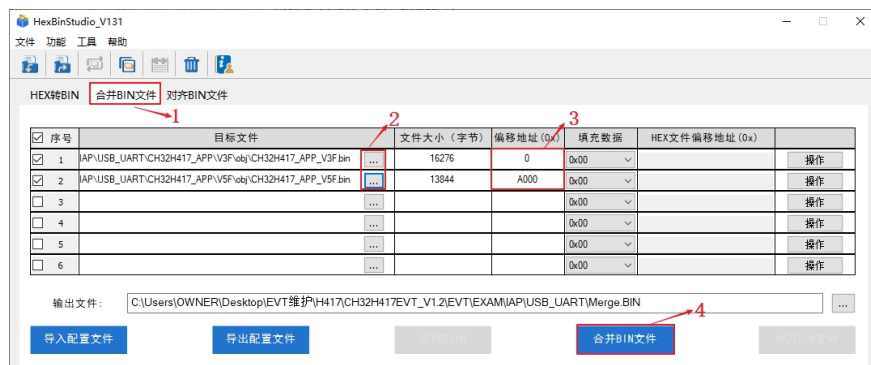 HexBinStudio_V131
文件 功能 工具 帮助
HEX转BIN 合并BIN文件 对齐BIN文件
1 2 3
序号 目标文件 文件大小（字节） 偏移地址(0x) 填充数据 HEX文件偏移地址(0x)
1 IAP\USB_UART\CH32H417_APP\V3F\obj\CH32H417_APP_V3F.bin ... 16276 0 0x00 操作
2 IAP\USB_UART\CH32H417_APP\V5F\obj\CH32H417_APP_V5F.bin ... 13844 A000 0x00 操作
3 ... 0x00 操作
4 ... 0x00 操作
5 ... 0x00 操作
6 ... 0x00 操作
输出文件: C:\Users\OWNER\Desktop\EVT维护\H417\CH32H417EVT_V1.2\EVT\EXAM\IAP\USB_UART\Merge.BIN ...
4
导入配置文件 导出配置文件 合并BIN文件